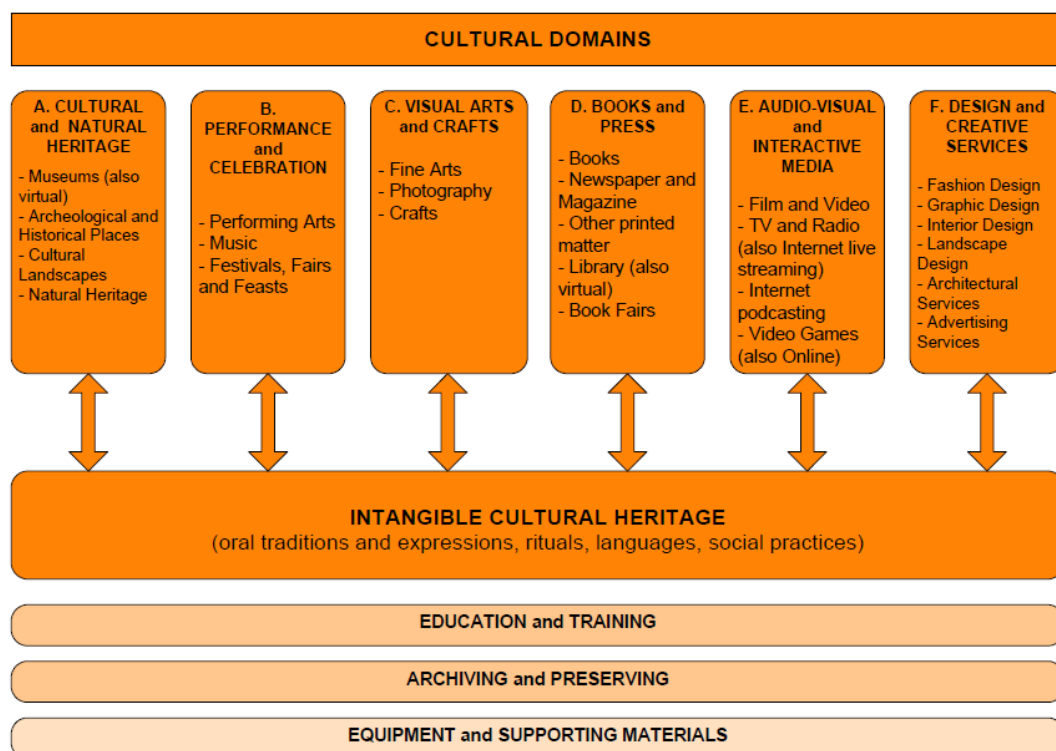 CULTURAL DOMAINS
A. CULTURAL
and NATURAL
HERITAGE
- Museums (also
virtual)
- Archeological and
Historical Places
- Cultural
Landscapes
- Natural Heritage
B.
PERFORMANCE
and
CELEBRATION
- Performing Arts
- Music
- Festivals, Fairs
and Feasts
C. VISUAL ARTS
and CRAFTS
- Fine Arts
- Photography
- Crafts
D. BOOKS and
PRESS
- Books
- Newspaper and
Magazine
- Other printed
matter
- Library (also
virtual)
- Book Fairs
E. AUDIO-VISUAL
and
INTERACTIVE
MEDIA
- Film and Video
- TV and Radio
(also Internet live
streaming)
- Internet
podcasting
- Video Games
(also Online)
F. DESIGN and
CREATIVE
SERVICES
- Fashion Design
- Graphic Design
- Interior Design
- Landscape
Design
- Architectural
Services
- Advertising
Services
INTANGIBLE CULTURAL HERITAGE
(oral traditions and expressions, rituals, languages, social practices)
EDUCATION and TRAINING
ARCHIVING and PRESERVING
EQUIPMENT and SUPPORTING MATERIALS